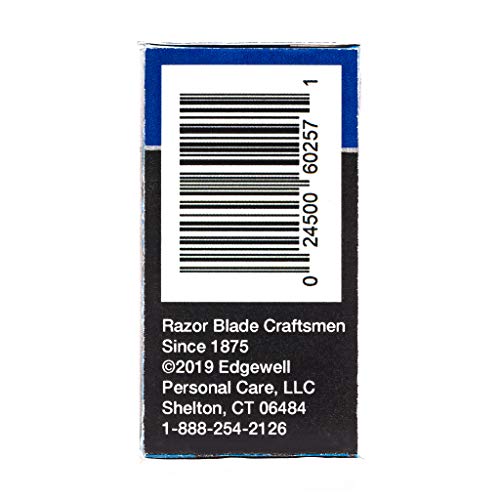 0 24500 60257 1
Razor Blade Craftsmen
Since 1875
©2019 Edgewell
Personal Care, LLC
Shelton, CT 06484
1-888-254-2126